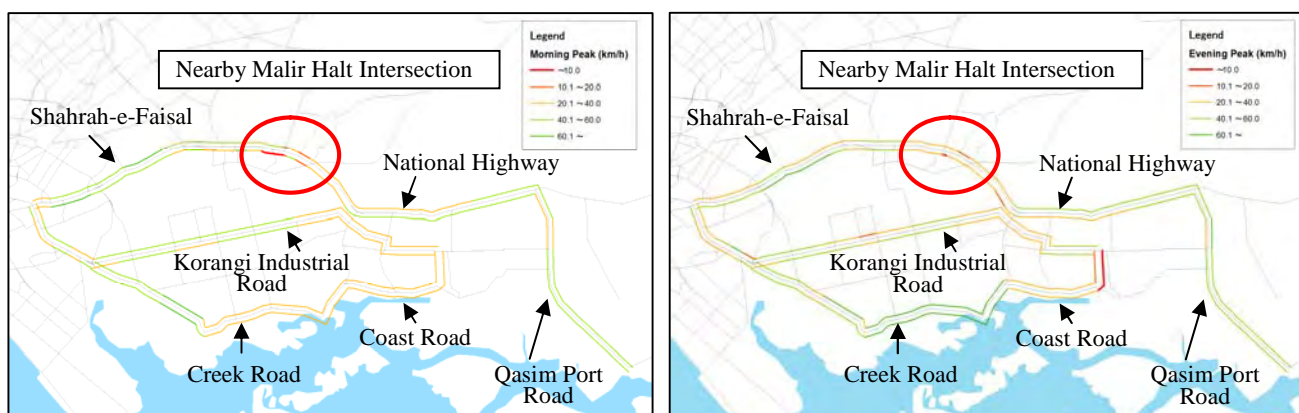 Legend
Morning Peak (km/h)
~10.0
10.1 ~ 20.0
20.1 ~ 40.0
40.1 ~ 60.0
60.1 ~
Nearby Malir Halt Intersection
Shahrah-e-Faisal
National Highway
Korangi Industrial
Road
Coast Road
Creek Road
Qasim Port
Road
Legend
Evening Peak (km/h)
~10.0
10.1 ~ 20.0
20.1 ~ 40.0
40.1 ~ 60.0
60.1 ~
Nearby Malir Halt Intersection
Shahrah-e-Faisal
National Highway
Korangi Industrial
Road
Coast Road
Creek Road
Qasim Port
Road